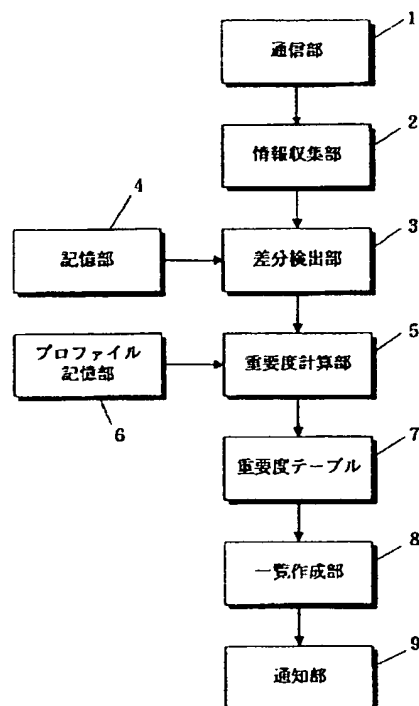 1
通信部
2
情報収集部
4
3
記憶部
差分検出部
5
プロファイル
記憶部
重要度計算部
6
7
重要度テーブル
8
一覧作成部
9
通知部